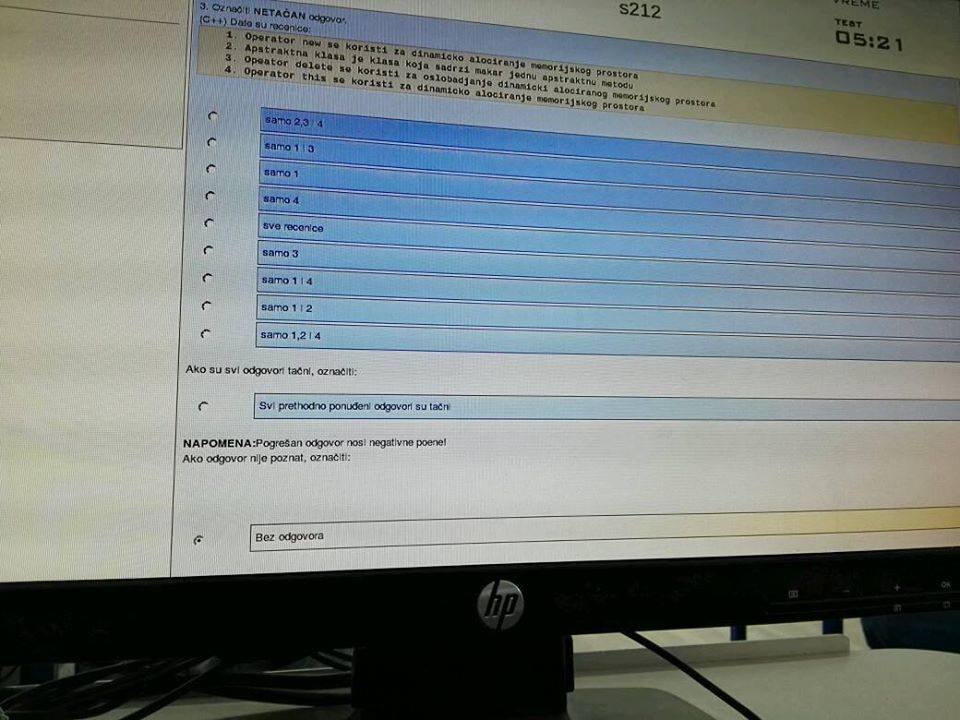 s212
VREME
TEST
05:21
3. Označiti NETAČAN odgovor.
(C++) Date su recenice:
1. Operator new se koristi za dinamicko alociranje memorijskog prostora
2. Apstraktna klasa je klasa koja sadrzi makar jednu apstraktnu metodu
3. Opeator delete se koristi za oslobadjanje dinamicki alociranog memorijskog prostora
4. Operator this se koristi za dinamicko alociranje memorijskog prostora
samo 2,3 i 4
samo 1 i 3
samo 1
samo 4
sve recenice
samo 3
samo 1 i 4
samo 1 i 2
samo 1,2 i 4
Ako su svi odgovori tačni, označiti:
Svi prethodno ponuđeni odgovori su tačni
NAPOMENA:Pogrešan odgovor nosi negativne poene!
Ako odgovor nije poznat, označiti:
Bez odgovora
hp
OK